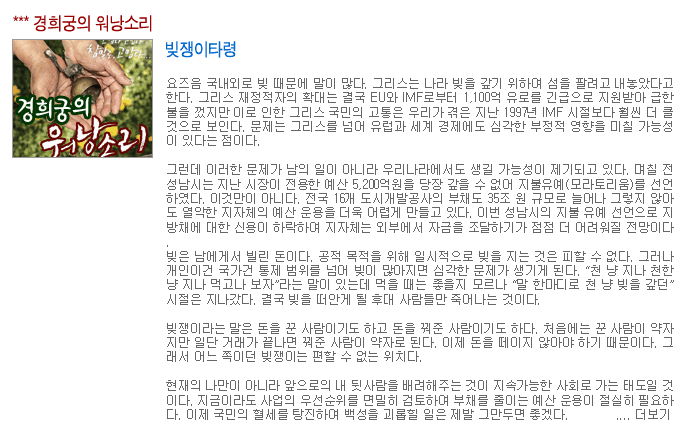 *** 경희궁의 워낭소리
경희궁의
워낭소리
빚쟁이타령
요즈음 국내외로 빚 때문에 말이 많다. 그리스는 나라 빚을 갚기 위하여 섬을 팔려고 내놓았다고
한다. 그리스 재정적자의 확대는 결국 EU와 IMF로부터 1,100억 유로를 긴급으로 지원받아 급한
불을 껐지만 이로 인한 그리스 국민의 고통은 우리가 겪은 지난 1997년 IMF 시절보다 훨씬 더 클
것으로 보인다. 문제는 그리스를 넘어 유럽과 세계 경제에도 심각한 부정적 영향을 미칠 가능성
이 있다는 점이다.
그런데 이러한 문제가 남의 일이 아니라 우리나라에서도 생길 가능성이 제기되고 있다. 며칠 전
성남시는 지난 시장이 전용한 예산 5,200억원을 당장 갚을 수 없어 지불유예(모라토리움)를 선언
하였다. 이것만이 아니다. 전국 16개 도시개발공사의 부채도 35조 원 규모로 늘어나 그렇지 않아
도 열악한 지자체의 예산 운용을 더욱 어렵게 만들고 있다. 이번 성남시의 지불 유예 선언으로 지
방채에 대한 신용이 하락하여 지자체는 외부에서 자금을 조달하기가 점점 더 어려워질 전망이다
.
빚은 남에게서 빌린 돈이다. 공적 목적을 위해 일시적으로 빚을 지는 것은 피할 수 없다. 그러나
개인이건 국가건 통제 범위를 넘어 빚이 많아지면 심각한 문제가 생기게 된다. “천 냥 지나 천한
냥 지나 먹고나 보자”라는 말이 있는데 먹을 때는 좋을지 모르나 “말 한마디로 천 냥 빚을 갚던”
시절은 지나갔다. 결국 빚을 떠안게 될 후대 사람들만 죽어나는 것이다.
빚쟁이라는 말은 돈을 꾼 사람이기도 하고 돈을 꿔준 사람이기도 하다. 처음에는 꾼 사람이 약자
지만 일단 거래가 끝나면 꿔준 사람이 약자로 된다. 이제 돈을 떼이지 않아야 하기 때문이다. 그
래서 어느 쪽이던 빚쟁이는 편할 수 없는 위치다.
현재의 나만이 아니라 앞으로의 내 뒷사람을 배려해주는 것이 지속가능한 사회로 가는 태도일 것
이다. 지금이라도 사업의 우선순위를 면밀히 검토하여 부채를 줄이는 예산 운용이 절실히 필요하
다. 이제 국민의 혈세를 탕진하여 백성을 괴롭힐 일은 제발 그만두면 좋겠다. .... 더보기